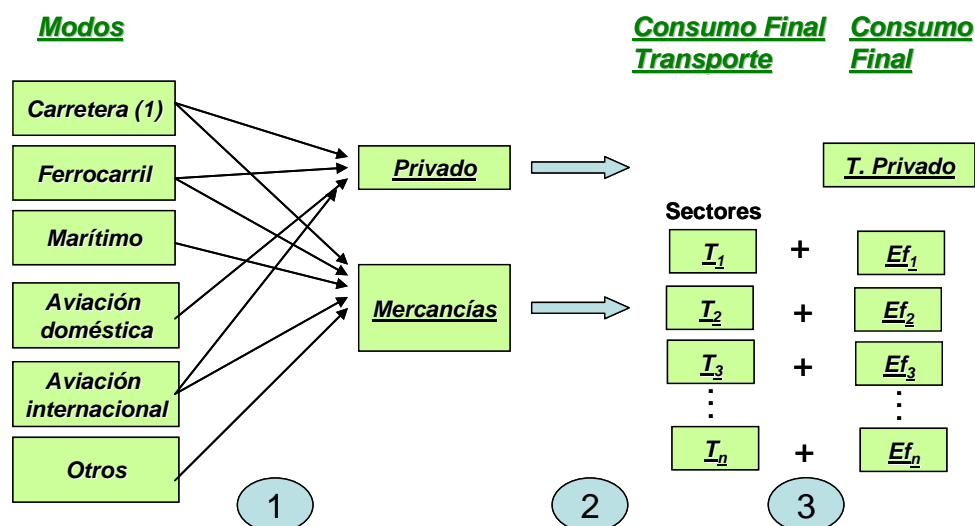 Modos
Consumo Final
Transporte
Consumo
Final
Carretera (1)
Ferrocarril
Marítimo
Aviación
doméstica
Aviación
internacional
Otros
Privado
Mercancías
T. Privado
Sectores
T1 + Ef1
T2 + Ef2
T3 + Ef3
⋮ ⋮
Tn + Efn
1 2 3